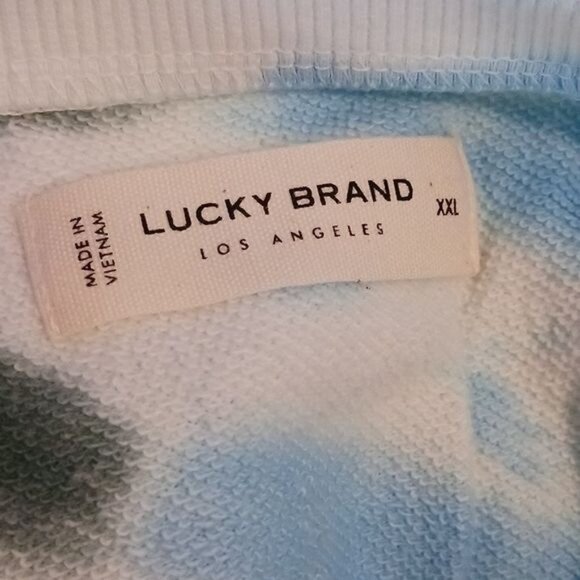 MADE IN
VIETNAM
LUCKY BRAND
LOS ANGELES
XXL